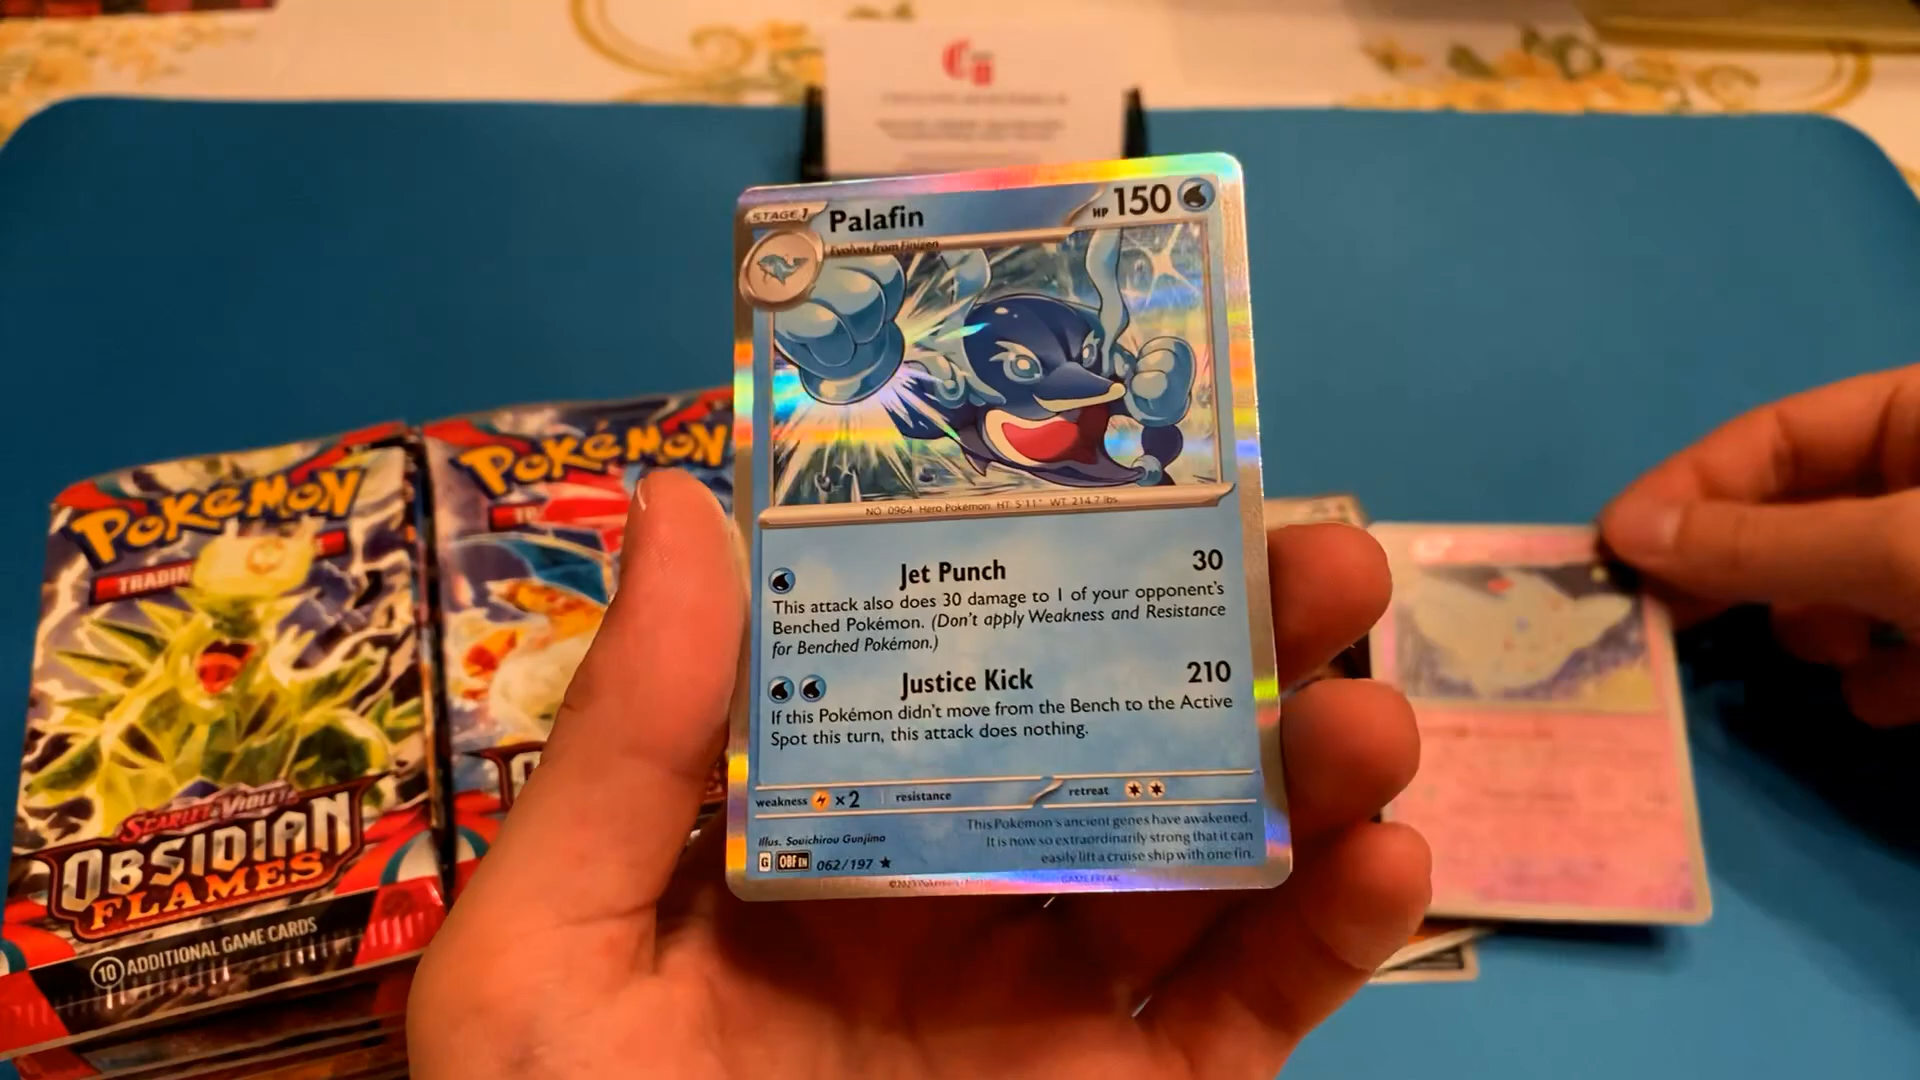 STAGE 1
Palafin
HP 150
Evolves from Finizen
NO. 0964 Hero Pokémon HT: 5'11" WT: 214.7 lbs.
Jet Punch 30
This attack also does 30 damage to 1 of your opponent's
Benched Pokémon. (Don't apply Weakness and Resistance
for Benched Pokémon.)
Justice Kick 210
If this Pokémon didn't move from the Bench to the Active
Spot this turn, this attack does nothing.
weakness ×2 resistance retreat
Illus. Souichirou Gunjima
This Pokémon's ancient genes have awakened.
It is now so extraordinarily strong that it can
easily lift a cruise ship with one fin.
G OBF EN 062/197
GAME FREAK
POKéMON
TRADIN
SCARLET & VIOLET
OBSIDIAN
FLAMES
10 ADDITIONAL GAME CARDS
POKéMON